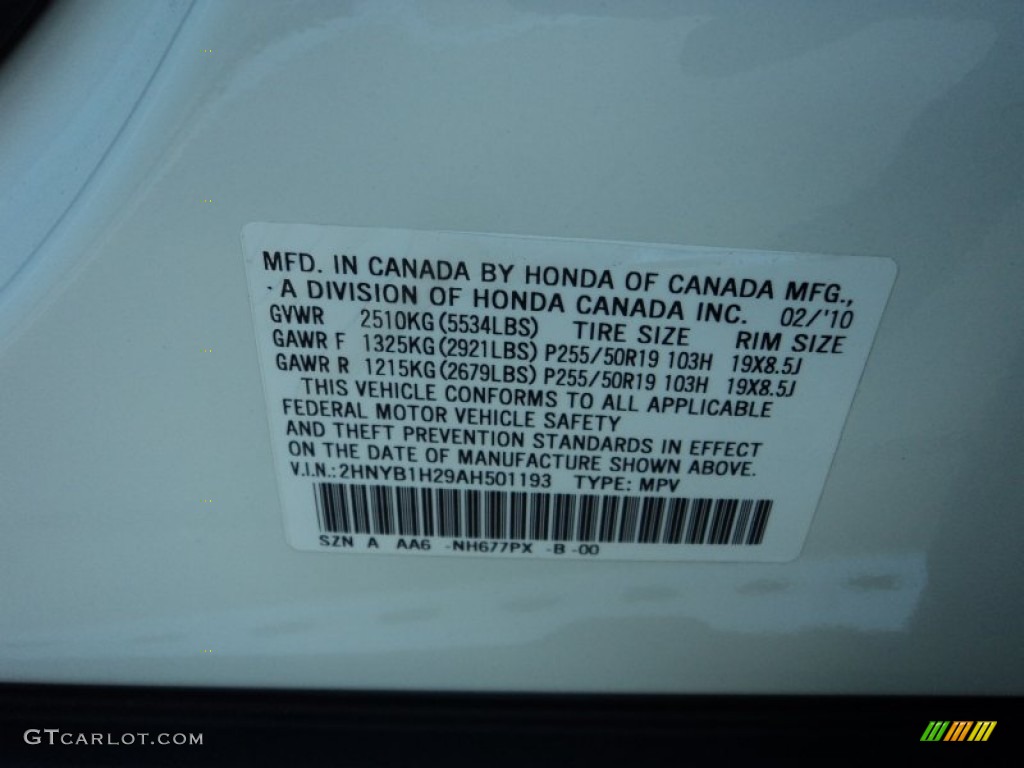 MFD. IN CANADA BY HONDA OF CANADA MFG.,
A DIVISION OF HONDA CANADA INC. 02/'10
GVWR 2510KG(5534LBS) TIRE SIZE RIM SIZE
GAWR F 1325KG(2921LBS) P255/50R19 103H 19X8.5J
GAWR R 1215KG(2679LBS) P255/50R19 103H 19X8.5J
THIS VEHICLE CONFORMS TO ALL APPLICABLE
FEDERAL MOTOR VEHICLE SAFETY
AND THEFT PREVENTION STANDARDS IN EFFECT
ON THE DATE OF MANUFACTURE SHOWN ABOVE.
V.I.N.:2HNYB1H29AH501193 TYPE: MPV
SZN A AA6 -NH677PX -B -00
GTCARLOT.COM